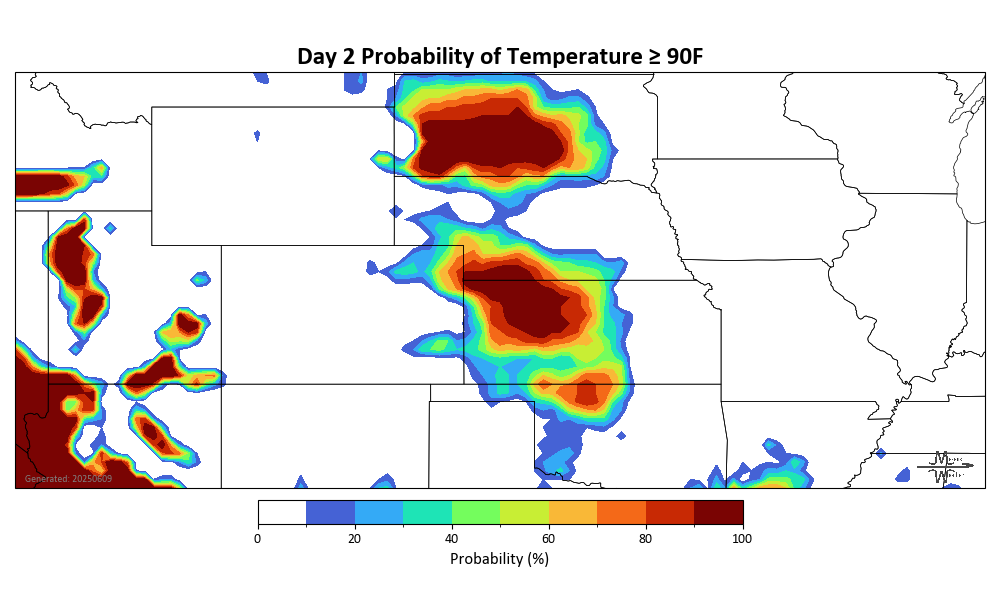 Day 2 Probability of Temperature ≥ 90F
Generated: 20250609
0 20 40 60 80 100
Probability (%)